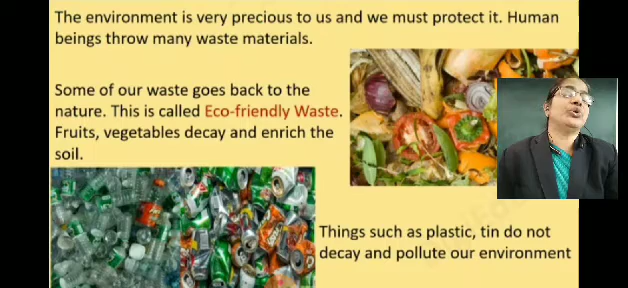 The environment is very precious to us and we must protect it. Human
beings throw many waste materials.
Some of our waste goes back to the
nature. This is called Eco-friendly Waste.
Fruits, vegetables decay and enrich the
soil.
Things such as plastic, tin do not
decay and pollute our environment